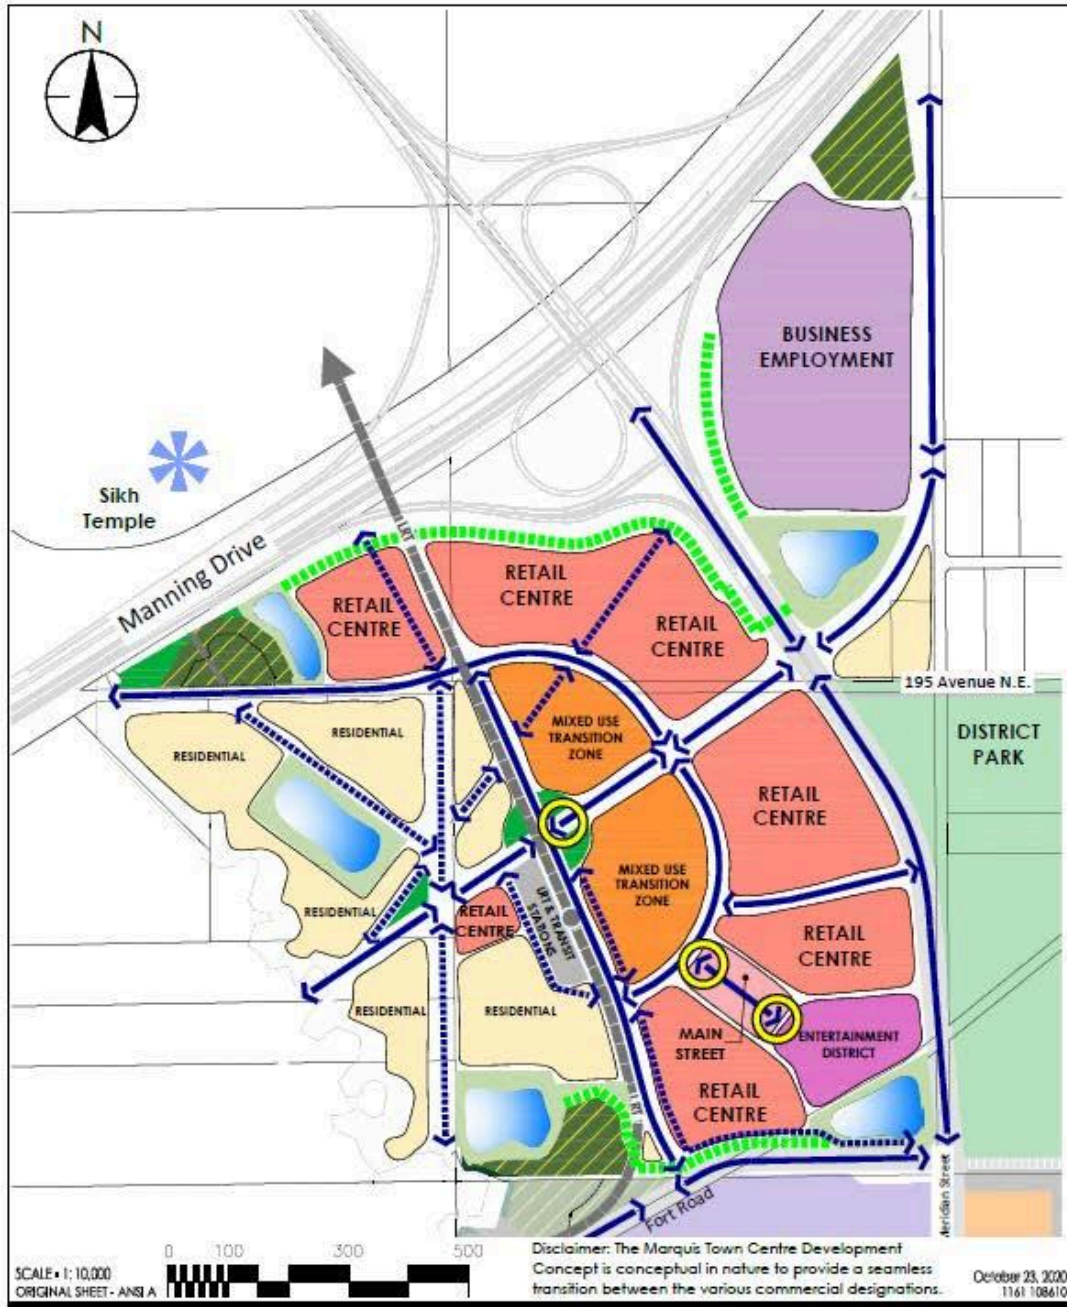 N
BUSINESS
EMPLOYMENT
Sikh
Temple
Manning Drive
LRT
RETAIL
CENTRE
RETAIL
CENTRE
RETAIL
CENTRE
195 Avenue N.E.
MIXED USE
TRANSITION
ZONE
DISTRICT
PARK
RESIDENTIAL
RESIDENTIAL
RETAIL
CENTRE
MIXED USE
TRANSITION
ZONE
RESIDENTIAL
RETAIL
CENTRE
LRT & TRANSIT
STATIONS
RETAIL
CENTRE
RESIDENTIAL
RESIDENTIAL
MAIN
STREET
ENTERTAINMENT
DISTRICT
RETAIL
CENTRE
LRT
Fort Road
Meridian Street
0 100 300 500
SCALE = 1: 10,000
ORIGINAL SHEET - ANSI A
Disclaimer: The Marquis Town Centre Development
Concept is conceptual in nature to provide a seamless
transition between the various commercial designations.
October 23, 2020
1161 108610